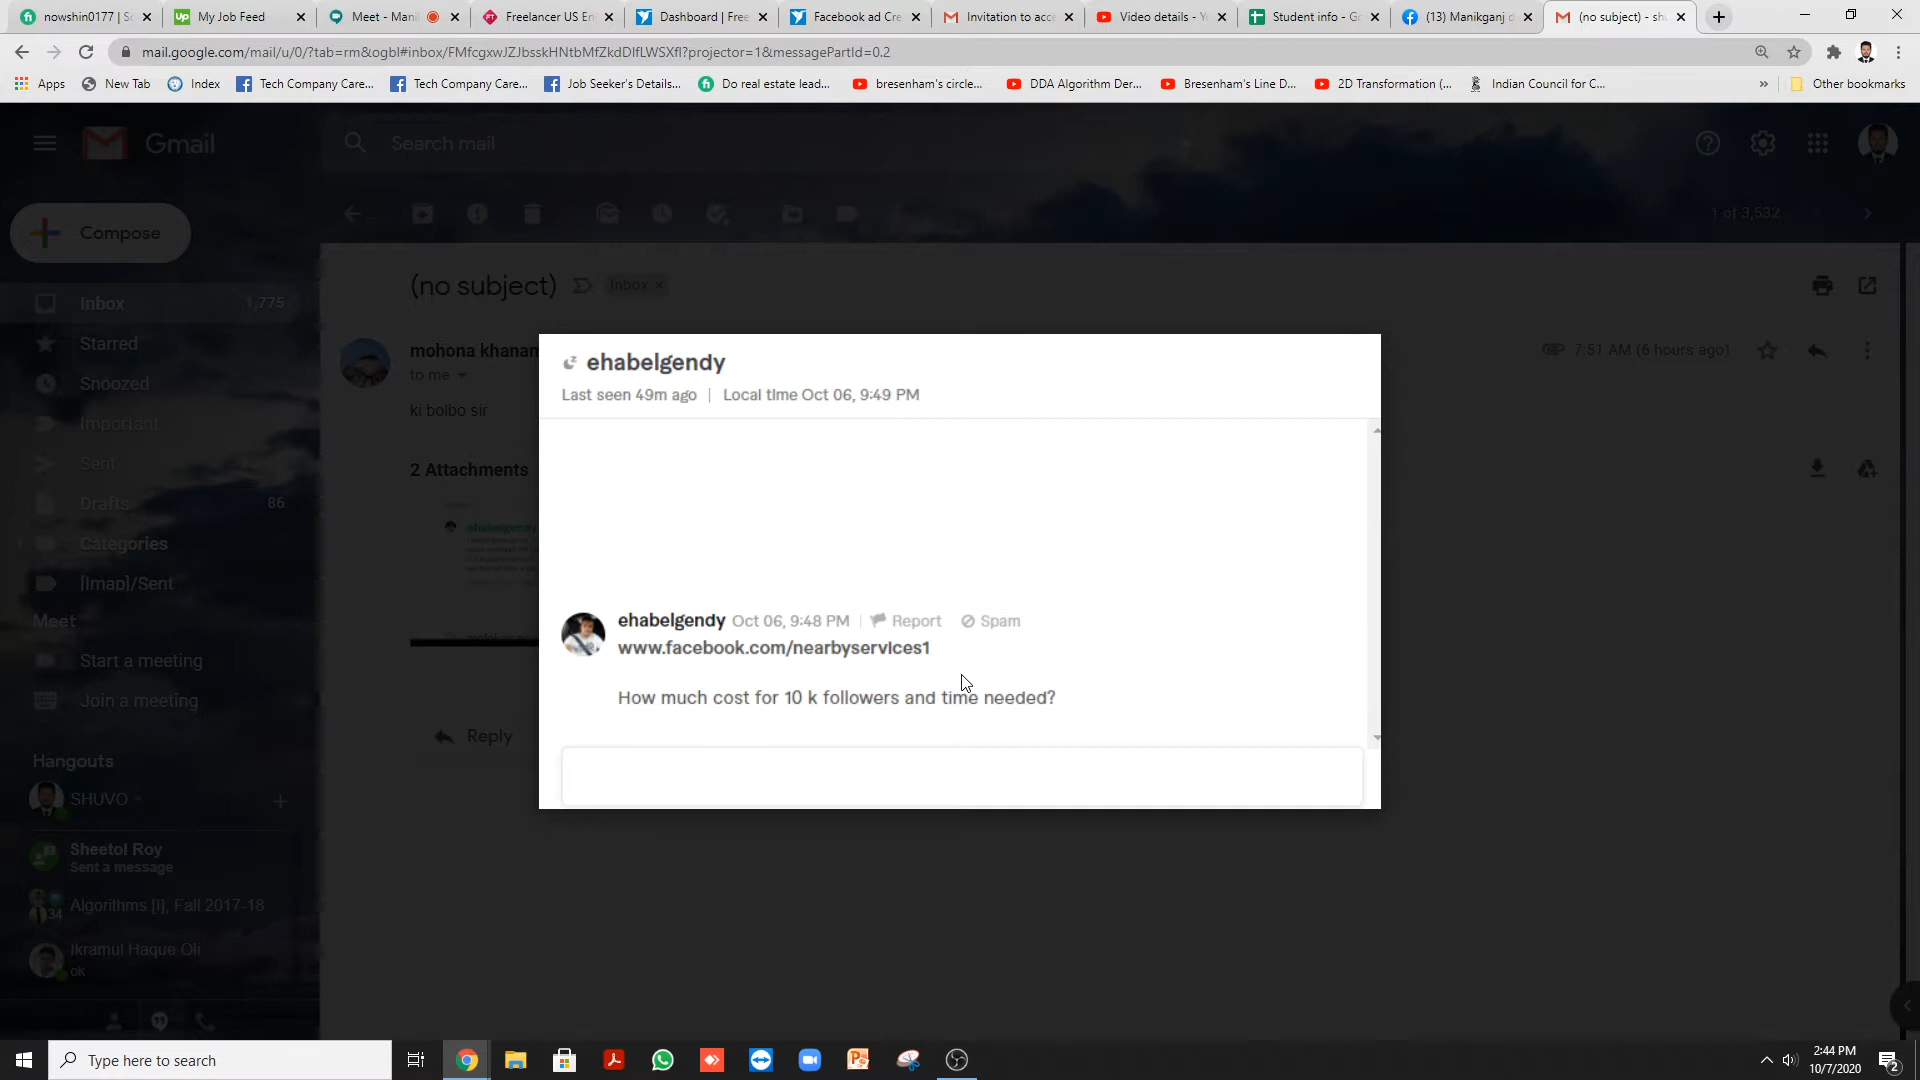 nowshin0177 | S
My Job Feed
Meet - Mani
Freelancer US En
Dashboard | Free
Facebook ad Cre
Invitation to acce
Video details - Y
Student info - Go
(13) Manikganj d
(no subject) - sh
mail.google.com/mail/u/0/?tab=rm&ogbl#inbox/FMfcgxwJZJbsskHNtbMfZkdDlfLWSXfl?projector=1&messagePartId=0.2
Apps
New Tab
Index
Tech Company Care...
Tech Company Care...
Job Seeker's Details...
Do real estate lead...
bresenham's circle...
DDA Algorithm Der...
Bresenham's Line D...
2D Transformation (...
Indian Council for C...
Other bookmarks
Gmail
Search mail
Compose
1 of 3,532
(no subject)
Inbox ×
Inbox 1,775
Starred
Snoozed
Important
Sent
Drafts 86
Categories
[Imap]/Sent
Meet
Start a meeting
Join a meeting
Hangouts
SHUVO
Sheetol Roy
Sent a message
34
Algorithms [I], Fall 2017-18
Ikramul Haque Oli
ok
mohona khanam
to me
7:51 AM (6 hours ago)
ki bolbo sir
2 Attachments
Reply
ehabelgendy
Last seen 49m ago | Local time Oct 06, 9:49 PM
ehabelgendy Oct 06, 9:48 PM | Report Spam
www.facebook.com/nearbyservices1
How much cost for 10 k followers and time needed?
Type here to search
2:44 PM
10/7/2020
2